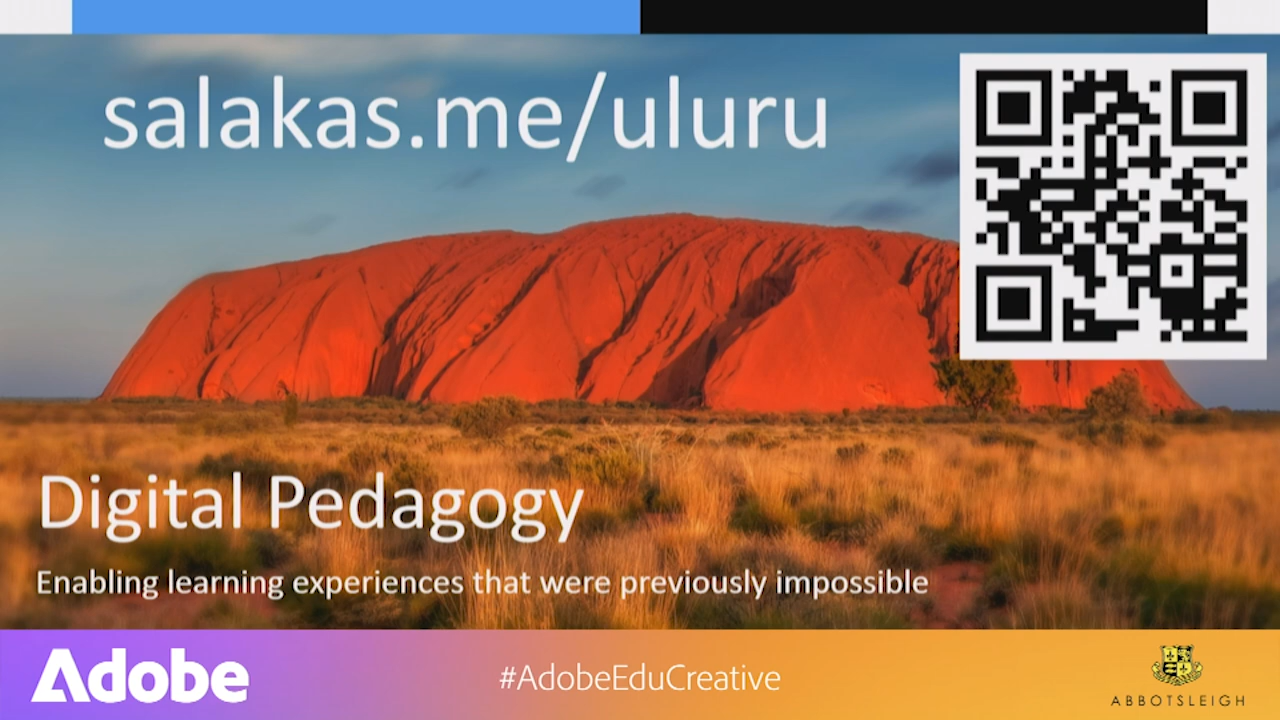 salakas.me/uluru
Digital Pedagogy
Enabling learning experiences that were previously impossible
Adobe
#AdobeEduCreative
ABBOTSLEIGH